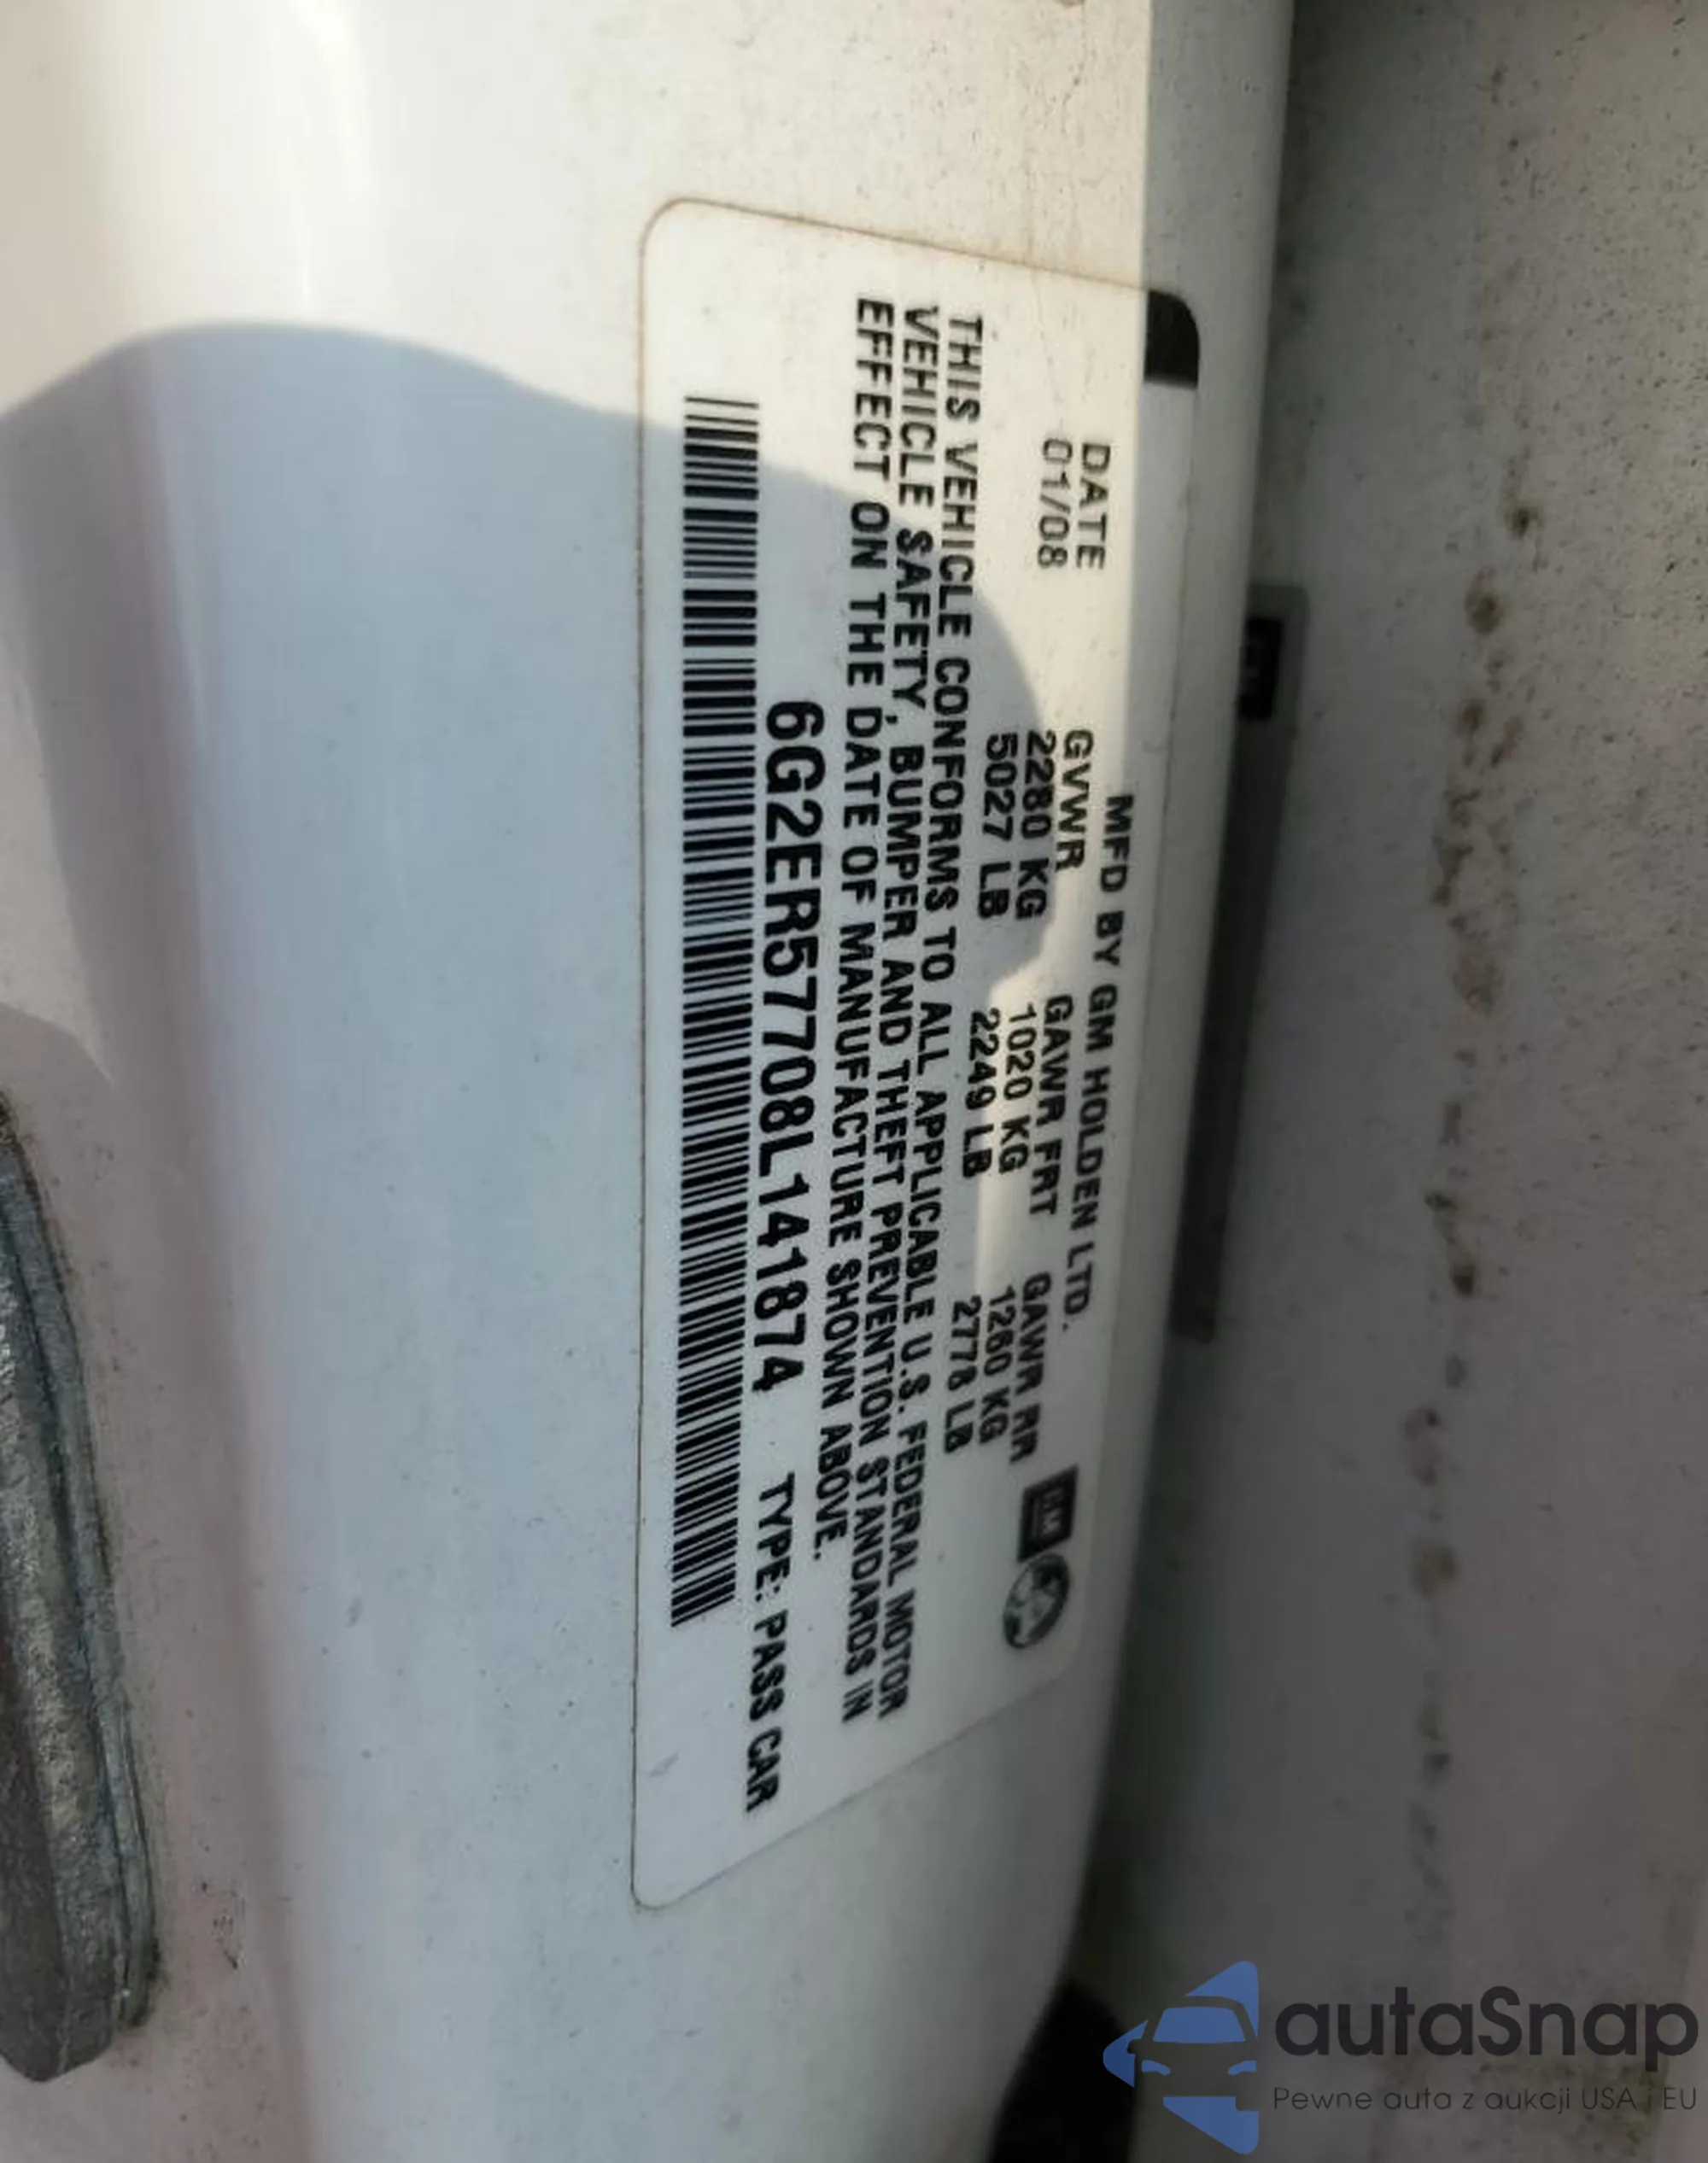 MFD BY GM HOLDEN LTD.
DATE GVWR GAWR FRT GAWR RR GM
01/08 2280 KG 1020 KG 1260 KG
5027 LB 2249 LB 2778 LB
THIS VEHICLE CONFORMS TO ALL APPLICABLE U.S. FEDERAL MOTOR
VEHICLE SAFETY, BUMPER AND THEFT PREVENTION STANDARDS IN
EFFECT ON THE DATE OF MANUFACTURE SHOWN ABOVE.
6G2ER57708L141874 TYPE: PASS CAR
autaSnap
Pewne auta z aukcji USA i EU